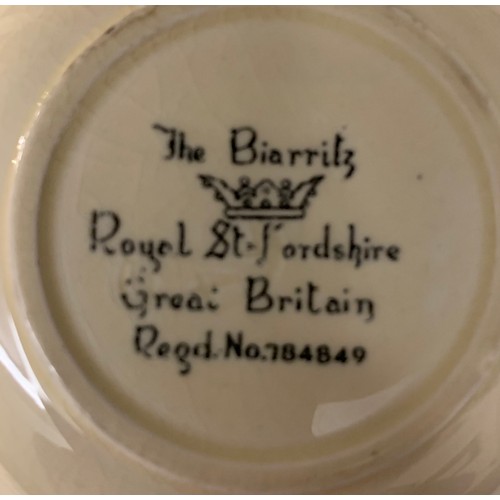 The Biarritz
Royal Staffordshire
Great Britain
Regd. No. 784849